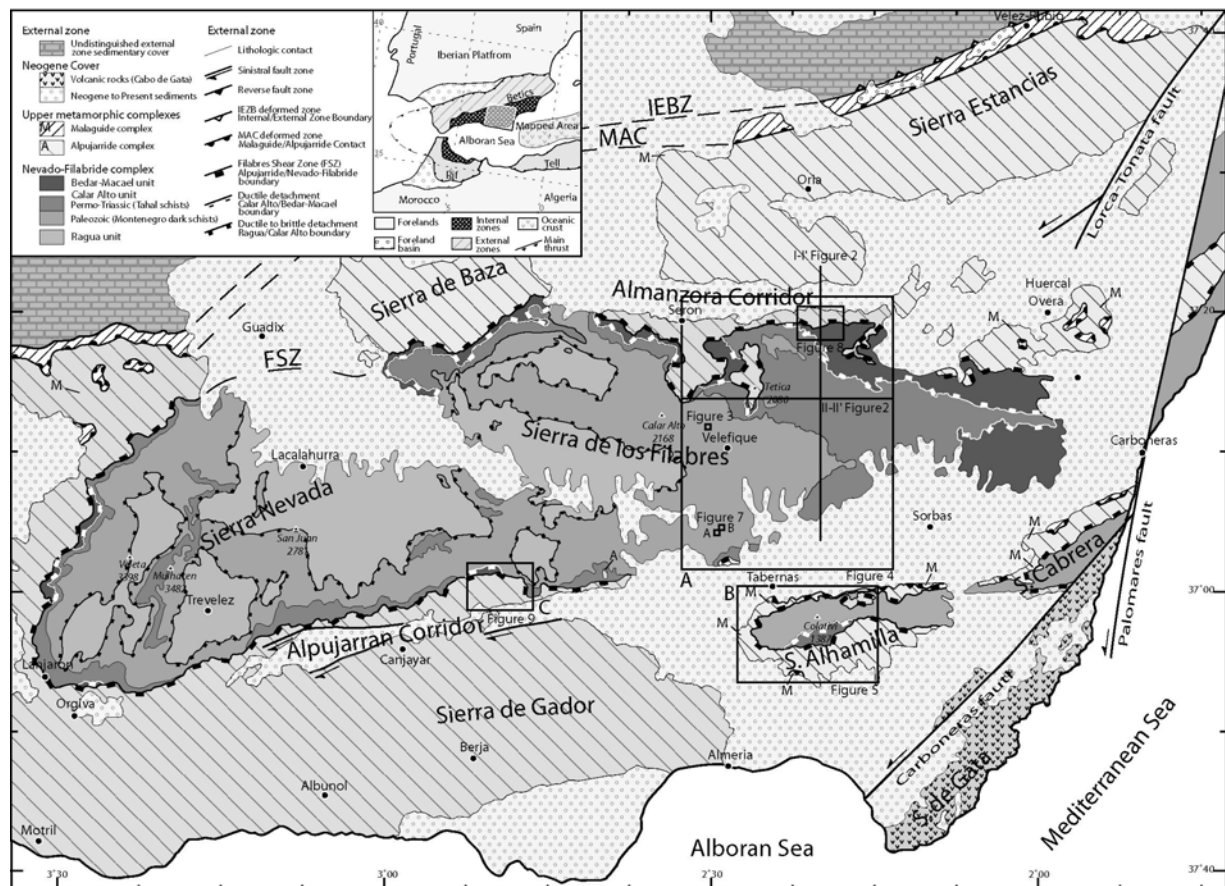 External zone
Undistinguished external
zone sedimentary cover
Neogene Cover
Volcanic rocks (Cabo de Gata)
Neogene to Present sediments
Upper metamorphic complexes
M
Malaguide complex
A
Alpujarride complex
Nevado-Filabride complex
Bedar-Macael unit
Calar Alto unit
Permo-Triassic (Tahal schists)
Paleozoic (Montenegro dark schists)
Ragua unit
External zone
Lithologic contact
Sinistral fault zone
Reverse fault zone
IEZB deformed zone
Internal/External Zone Boundary
MAC deformed zone
Malaguide/Alpujarride Contact
Filabres Shear Zone (FSZ)
Alpujarride/Nevado-Filabride
boundary
Ductile detachment
Calar Alto/Bedar-Macael
boundary
Ductile to brittle detachment
Ragua/Calar Alto boundary
40
Portugal
Spain
Iberian Platfrom
Betics
Mapped Area
Alboran Sea
35
Rif
Tell
Morocco
5
0
Algeria
Forelands
Internal
zones
Oceanic
crust
Foreland
basin
External
zones
Main
thrust
Velez-Rubio
37°40
IEBZ
MAC
M
Sierra Estancias
Orla
Lorca-Tonata fault
I-I' Figure 2
Sierra de Baza
Almanzora Corridor
Huercal
Overa
M
Guadix
Seron
37°20
M
FSZ
Figure 8
M
Tetica
2080
Calar Alto
2168
Figure 3
II-II' Figure2
Velefique
Sierra de los Filabres
Carboneras
Lacalahurra
Sierra Nevada
San Juan
Figure 7
A
B
Sorbas
M
M
Cabrera
Veleta
Mulhacen
3482
Trevelez
A
Tabernas
Figure 4
M
37°00
B
M
C
Figure 9
Colativi
1387
M
S. Alhamilla
Alpujarran Corridor
Canjayar
Palomares fault
Lanjaron
M
Figure 5
Orgiva
Sierra de Gador
Carboneras fault
Berja
Almeria
Albunol
S. de Gata
Mediterranean Sea
Motril
Alboran Sea
3°30
3°00
2°30
2°00
37°40